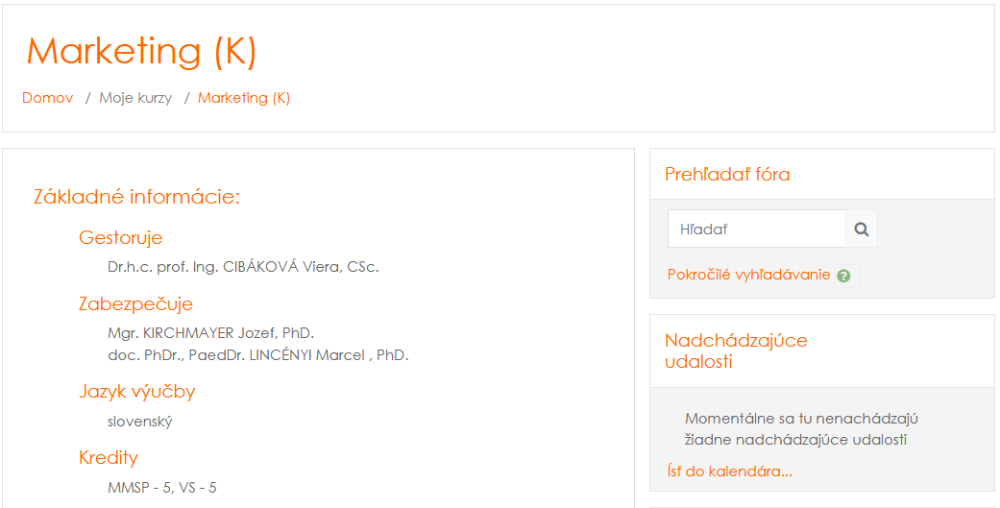 Marketing (K)
Domov / Moje kurzy / Marketing (K)
Základné informácie:
Gestoruje
Dr.h.c. prof. Ing. CIBÁKOVÁ Viera, CSc.
Zabezpečuje
Mgr. KIRCHMAYER Jozef, PhD.
doc. PhDr., PaedDr. LINCÉNYI Marcel , PhD.
Jazyk výučby
slovenský
Kredity
MMSP - 5, VS - 5
Prehľadať fóra
Hľadať
Pokročilé vyhľadávanie ?
Nadchádzajúce
udalosti
Momentálne sa tu nenachádzajú
žiadne nadchádzajúce udalosti
Ísť do kalendára...